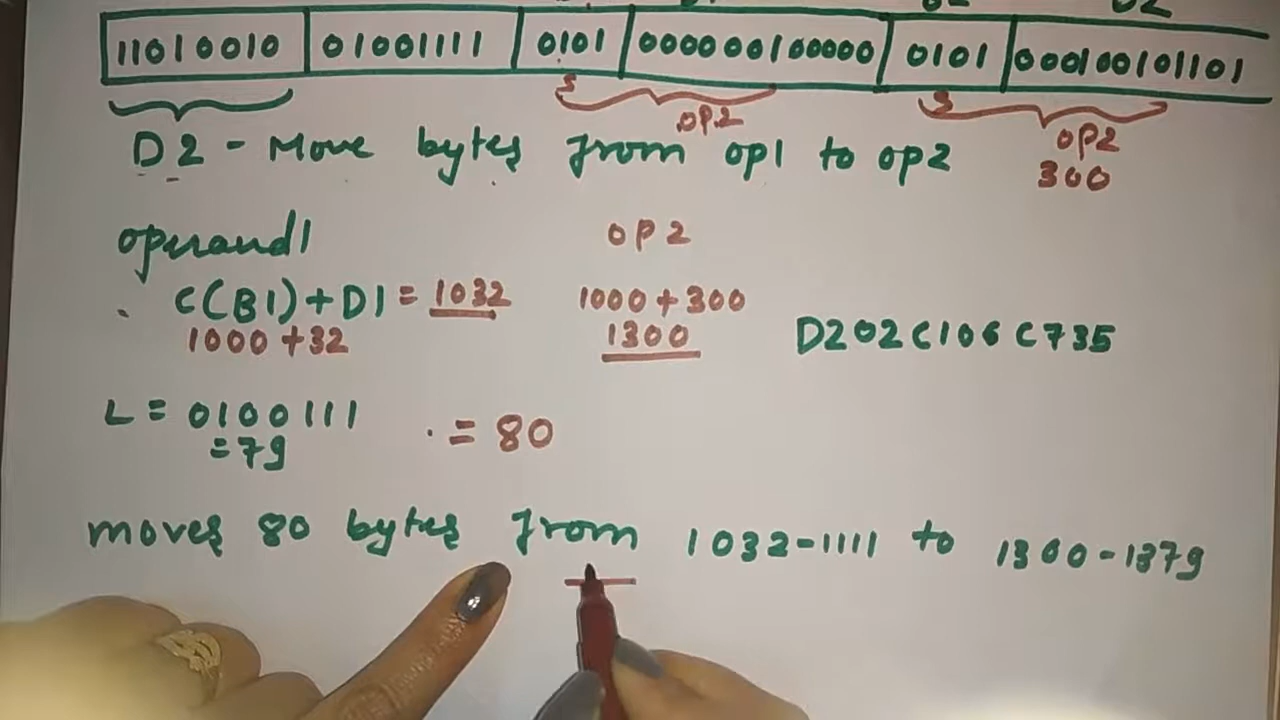 11010010 01001111 0101 000000100000 0101 000100101101
OP2 OP2
D2 - Move bytes from op1 to op2 300
operand1 OP2
C(B1)+D1 = 1032 1000+300
1000+32 1300 D202C106C735
L = 0100111 = 80
=79
moves 80 bytes from 1032-1111 to 1300-1379